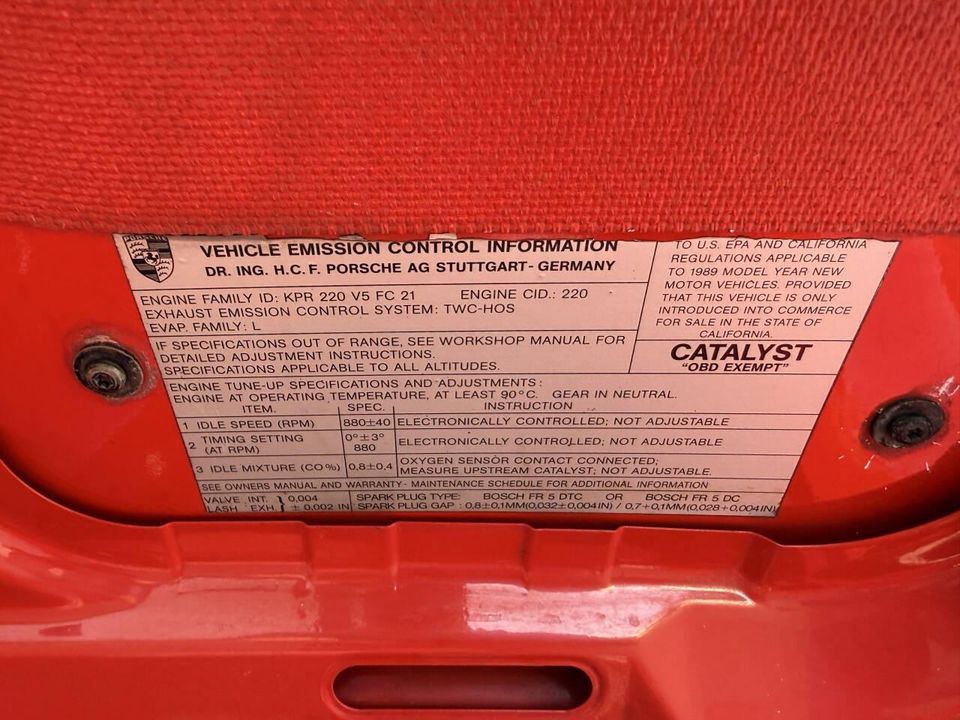 PORSCHE
VEHICLE EMISSION CONTROL INFORMATION
DR. ING. H.C. F. PORSCHE AG STUTTGART - GERMANY
ENGINE FAMILY ID: KPR 220 V5 FC 21 ENGINE CID.: 220
EXHAUST EMISSION CONTROL SYSTEM: TWC-HOS
EVAP. FAMILY: L
IF SPECIFICATIONS OUT OF RANGE, SEE WORKSHOP MANUAL FOR
DETAILED ADJUSTMENT INSTRUCTIONS.
SPECIFICATIONS APPLICABLE TO ALL ALTITUDES.
TO U.S. EPA AND CALIFORNIA
REGULATIONS APPLICABLE
TO 1989 MODEL YEAR NEW
MOTOR VEHICLES. PROVIDED
THAT THIS VEHICLE IS ONLY
INTRODUCED INTO COMMERCE
FOR SALE IN THE STATE OF
CALIFORNIA.
CATALYST
"OBD EXEMPT"
ENGINE TUNE-UP SPECIFICATIONS AND ADJUSTMENTS:
ENGINE AT OPERATING TEMPERATURE, AT LEAST 90°C. GEAR IN NEUTRAL.
ITEM. SPEC. INSTRUCTION
1 IDLE SPEED (RPM) 880±40 ELECTRONICALLY CONTROLLED; NOT ADJUSTABLE
2 TIMING SETTING (AT RPM) 0°±3° 880 ELECTRONICALLY CONTROLLED; NOT ADJUSTABLE
3 IDLE MIXTURE (CO%) 0,8±0,4 OXYGEN SENSOR CONTACT CONNECTED; MEASURE UPSTREAM CATALYST; NOT ADJUSTABLE.
SEE OWNERS MANUAL AND WARRANTY - MAINTENANCE SCHEDULE FOR ADDITIONAL INFORMATION
VALVE INT. } 0,004 SPARK PLUG TYPE: BOSCH FR 5 DTC OR BOSCH FR 5 DC
LASH EXH. } ± 0,002 IN SPARK PLUG GAP: 0,8±0,1MM(0,032±0,004IN) / 0,7+0,1MM(0,028+0,004IN)